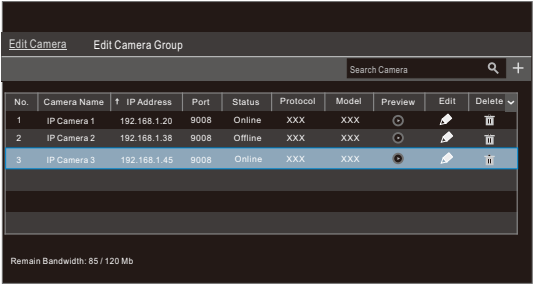 Edit Camera Edit Camera Group
Search Camera
No. Camera Name ↑ IP Address Port Status Protocol Model Preview Edit Delete
1 IP Camera 1 192.168.1.20 9008 Online XXX XXX
2 IP Camera 2 192.168.1.38 9008 Offline XXX XXX
3 IP Camera 3 192.168.1.45 9008 Online XXX XXX
Remain Bandwidth: 85 / 120 Mb